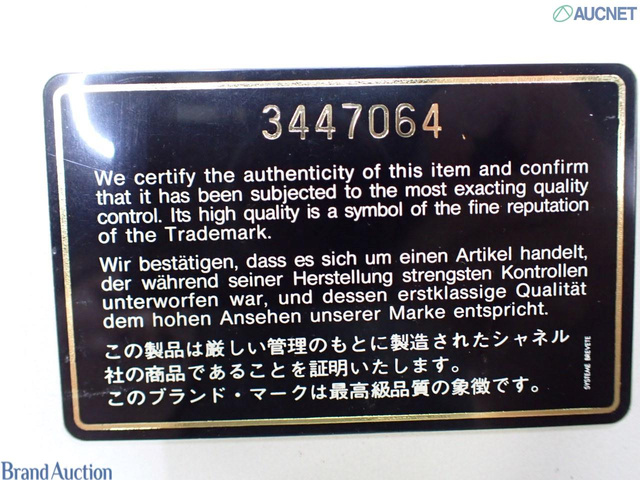 AUCNET
3447064
We certify the authenticity of this item and confirm
that it has been subjected to the most exacting quality
control. Its high quality is a symbol of the fine reputation
of the Trademark.
Wir bestätigen, dass es sich um einen Artikel handelt,
der während seiner Herstellung strengsten Kontrollen
unterworfen war, und dessen erstklassige Qualität
dem hohen Ansehen unserer Marke entspricht.
この製品は厳しい管理のもとに製造されたシャネル
社の商品であることを証明いたします。
このブランド・マークは最高級品質の象徴です。
SYSTEME BREVETE
Brand Auction